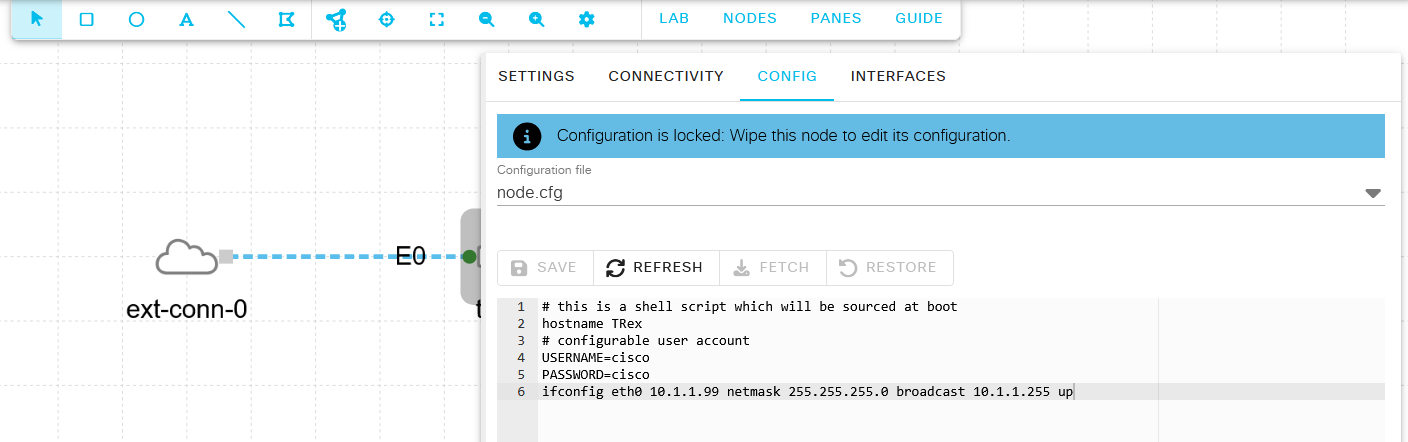 LAB NODES PANES GUIDE
SETTINGS CONNECTIVITY CONFIG INTERFACES
Configuration is locked: Wipe this node to edit its configuration.
Configuration file
node.cfg
SAVE REFRESH FETCH RESTORE
1 # this is a shell script which will be sourced at boot
2 hostname TRex
3 # configurable user account
4 USERNAME=cisco
5 PASSWORD=cisco
6 ifconfig eth0 10.1.1.99 netmask 255.255.255.0 broadcast 10.1.1.255 up
E0
ext-conn-0